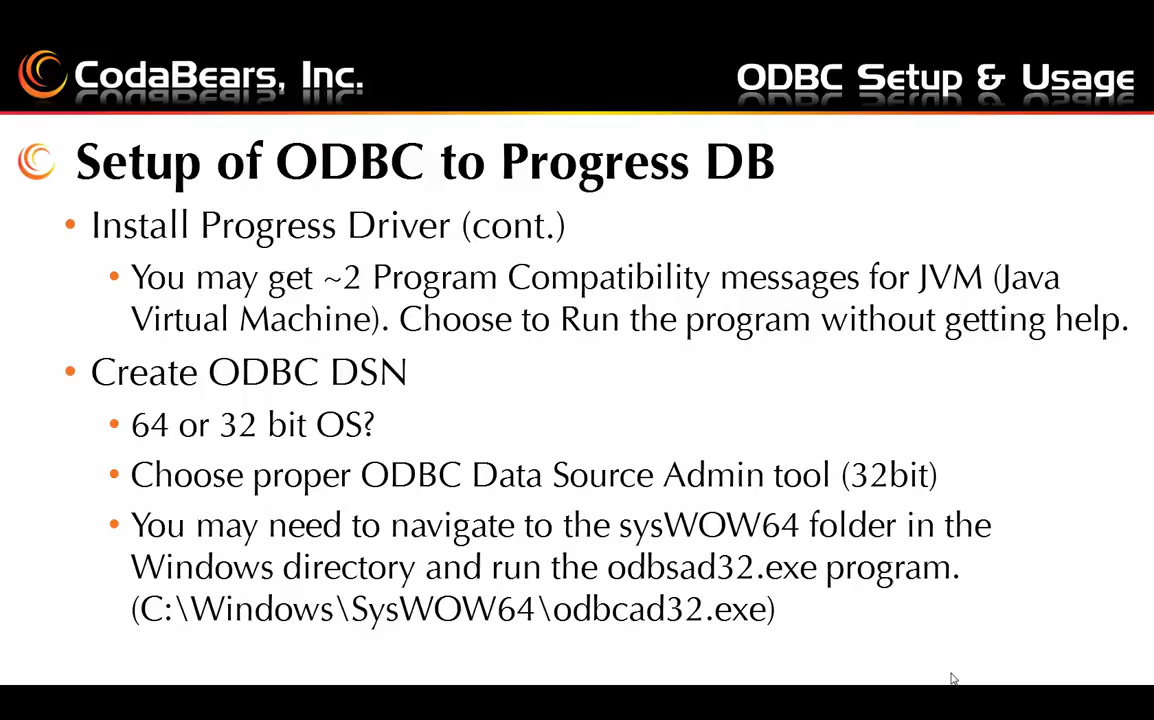 CodaBears, Inc.
ODBC Setup & Usage
Setup of ODBC to Progress DB
• Install Progress Driver (cont.)
• You may get ~2 Program Compatibility messages for JVM (Java
Virtual Machine). Choose to Run the program without getting help.
• Create ODBC DSN
• 64 or 32 bit OS?
• Choose proper ODBC Data Source Admin tool (32bit)
• You may need to navigate to the sysWOW64 folder in the
Windows directory and run the odbsad32.exe program.
(C:\Windows\SysWOW64\odbcad32.exe)